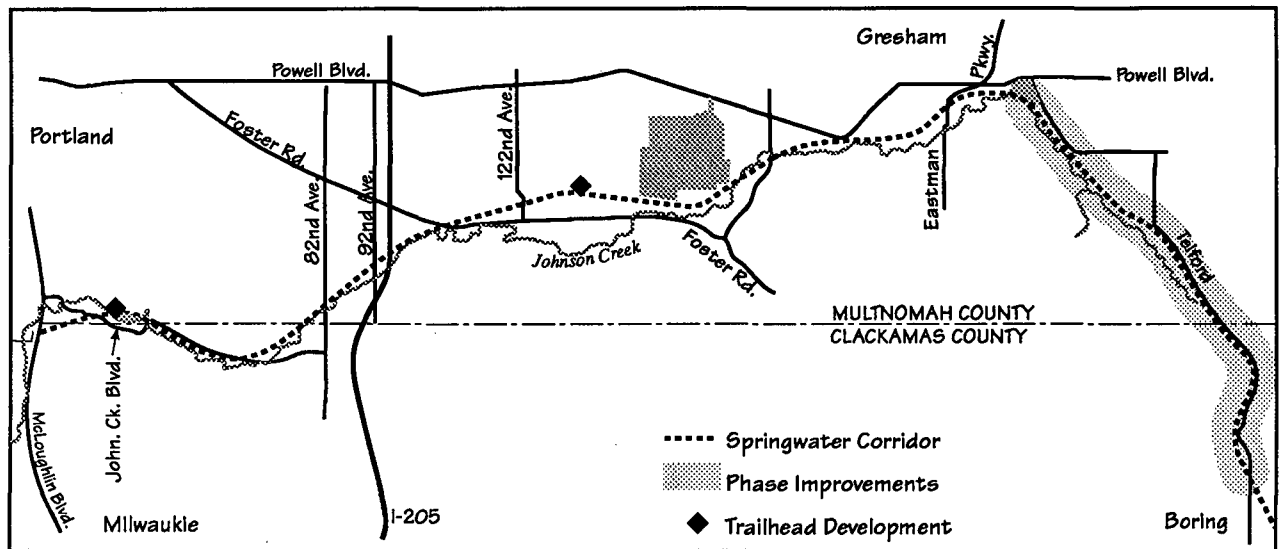 Gresham
Pkwy.
Powell Blvd.
Powell Blvd.
Portland
Foster Rd.
122nd Ave.
82nd Ave.
92nd Ave.
Eastman
Johnson Creek
Foster Rd.
Telford
MULTNOMAH COUNTY
CLACKAMAS COUNTY
John. Ck. Blvd.
McLoughlin Blvd.
Springwater Corridor
Phase Improvements
Trailhead Development
Milwaukie
I-205
Boring